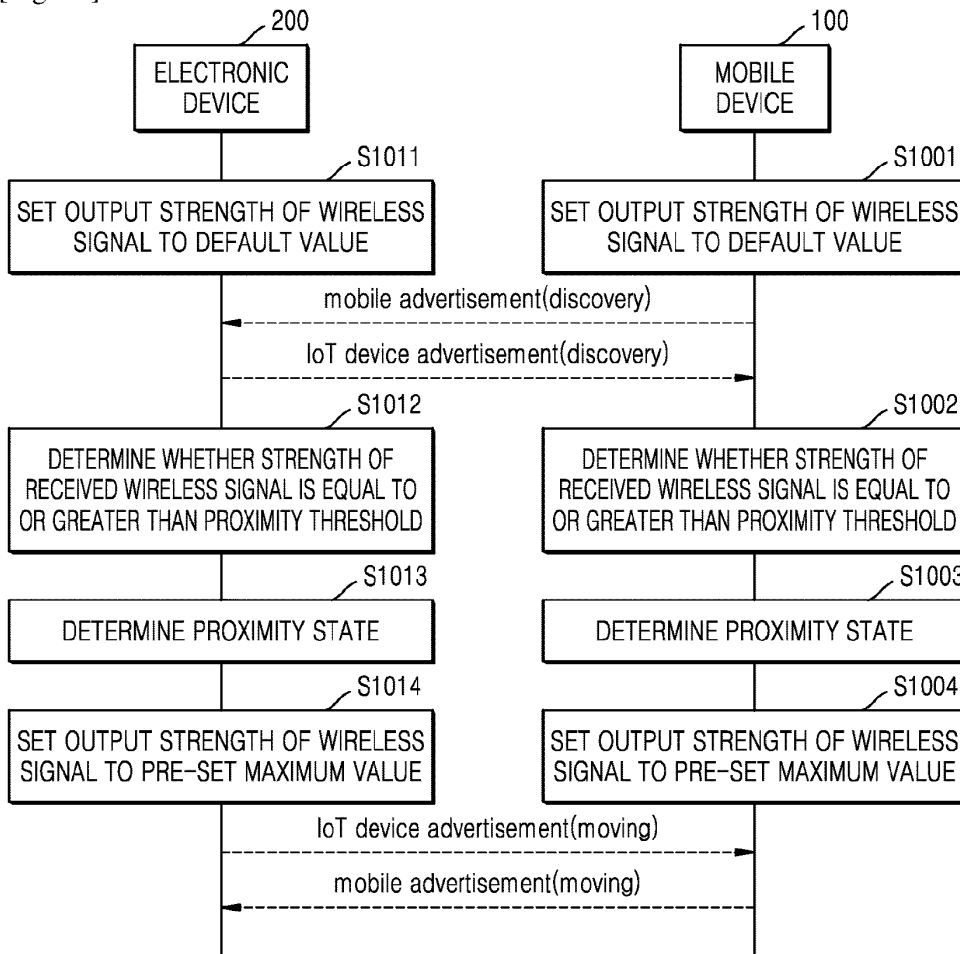 200
100
ELECTRONIC
DEVICE
MOBILE
DEVICE
S1011
S1001
SET OUTPUT STRENGTH OF WIRELESS
SIGNAL TO DEFAULT VALUE
SET OUTPUT STRENGTH OF WIRELESS
SIGNAL TO DEFAULT VALUE
mobile advertisement(discovery)
IoT device advertisement(discovery)
S1012
S1002
DETERMINE WHETHER STRENGTH OF
RECEIVED WIRELESS SIGNAL IS EQUAL TO
OR GREATER THAN PROXIMITY THRESHOLD
DETERMINE WHETHER STRENGTH OF
RECEIVED WIRELESS SIGNAL IS EQUAL TO
OR GREATER THAN PROXIMITY THRESHOLD
S1013
S1003
DETERMINE PROXIMITY STATE
DETERMINE PROXIMITY STATE
S1014
S1004
SET OUTPUT STRENGTH OF WIRELESS
SIGNAL TO PRE-SET MAXIMUM VALUE
SET OUTPUT STRENGTH OF WIRELESS
SIGNAL TO PRE-SET MAXIMUM VALUE
IoT device advertisement(moving)
mobile advertisement(moving)